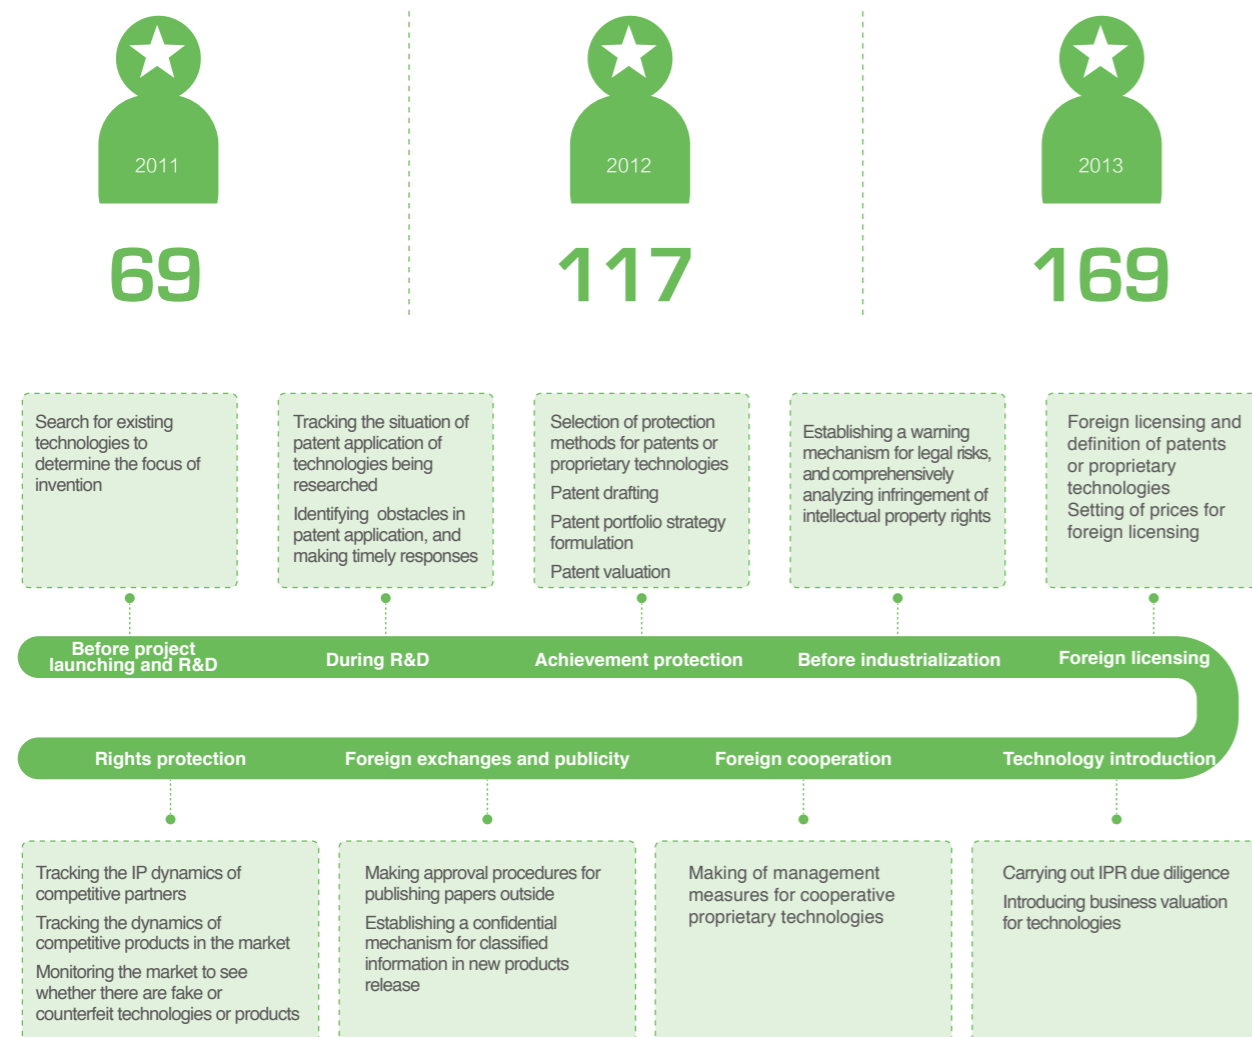 2011
2012
2013
69
117
169
Search for existing
technologies to
determine the focus of
invention
Tracking the situation of
patent application of
technologies being
researched
Identifying obstacles in
patent application, and
making timely responses
Selection of protection
methods for patents or
proprietary technologies
Patent drafting
Patent portfolio strategy
formulation
Patent valuation
Establishing a warning
mechanism for legal risks,
and comprehensively
analyzing infringement of
intellectual property rights
Foreign licensing and
definition of patents
or proprietary
technologies
Setting of prices for
foreign licensing
Before project
launching and R&D
During R&D
Achievement protection
Before industrialization
Foreign licensing
Rights protection
Foreign exchanges and publicity
Foreign cooperation
Technology introduction
Tracking the IP dynamics of
competitive partners
Tracking the dynamics of
competitive products in the market
Monitoring the market to see
whether there are fake or
counterfeit technologies or products
Making approval procedures for
publishing papers outside
Establishing a confidential
mechanism for classified
information in new products
release
Making of management
measures for cooperative
proprietary technologies
Carrying out IPR due diligence
Introducing business valuation
for technologies